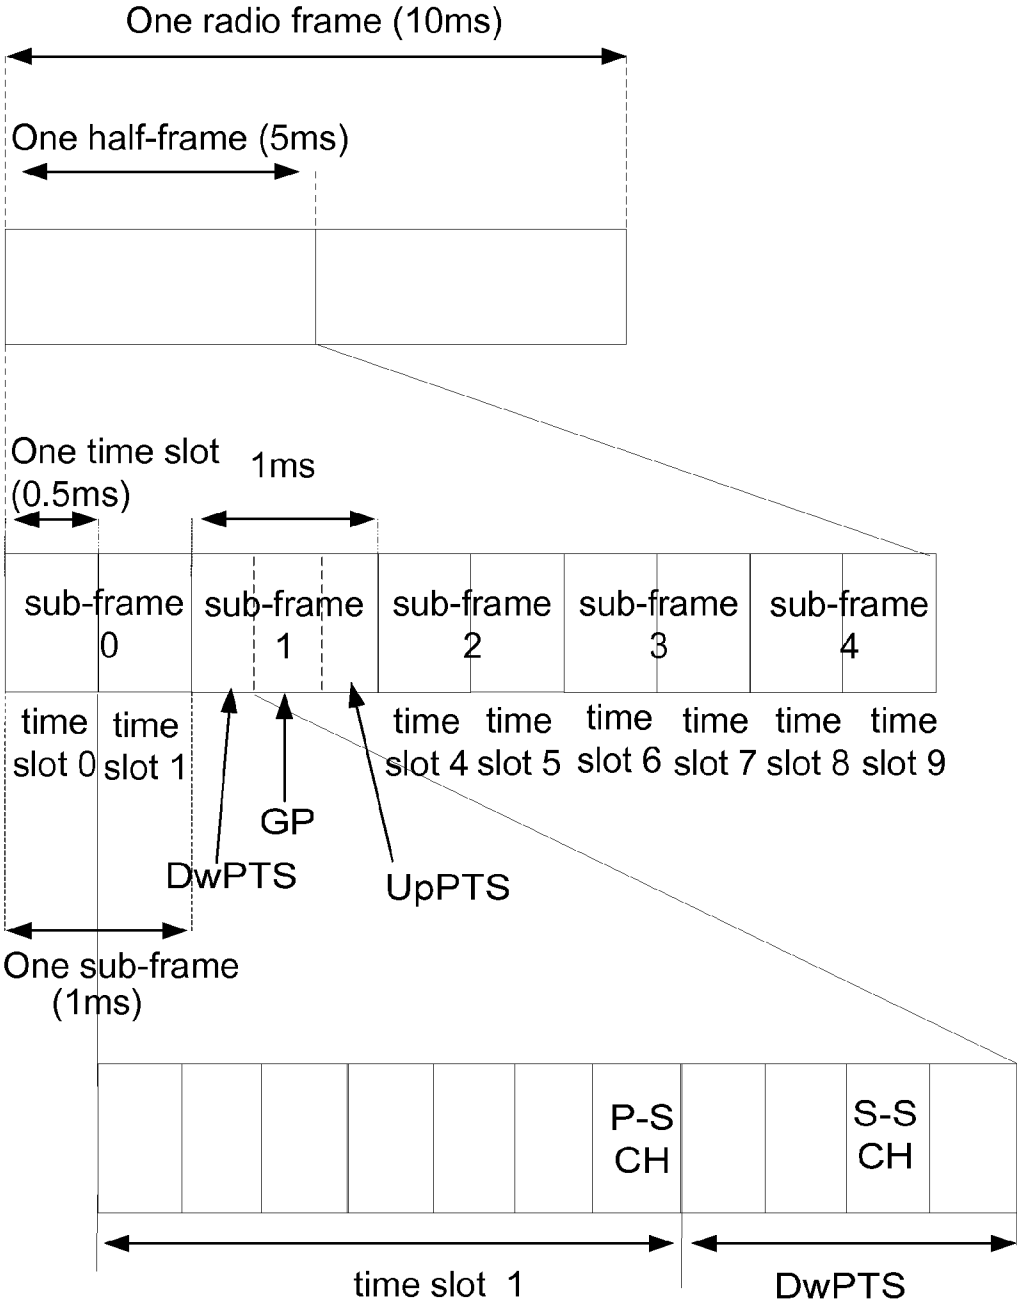 One radio frame (10ms)
One half-frame (5ms)
One time slot
(0.5ms)
1ms
sub-frame
0
sub-frame
1
sub-frame
2
sub-frame
3
sub-frame
4
time
slot 0
time
slot 1
time
slot 4
time
slot 5
time
slot 6
time
slot 7
time
slot 8
time
slot 9
GP
DwPTS
UpPTS
One sub-frame
(1ms)
P-S
CH
S-S
CH
time slot 1
DwPTS